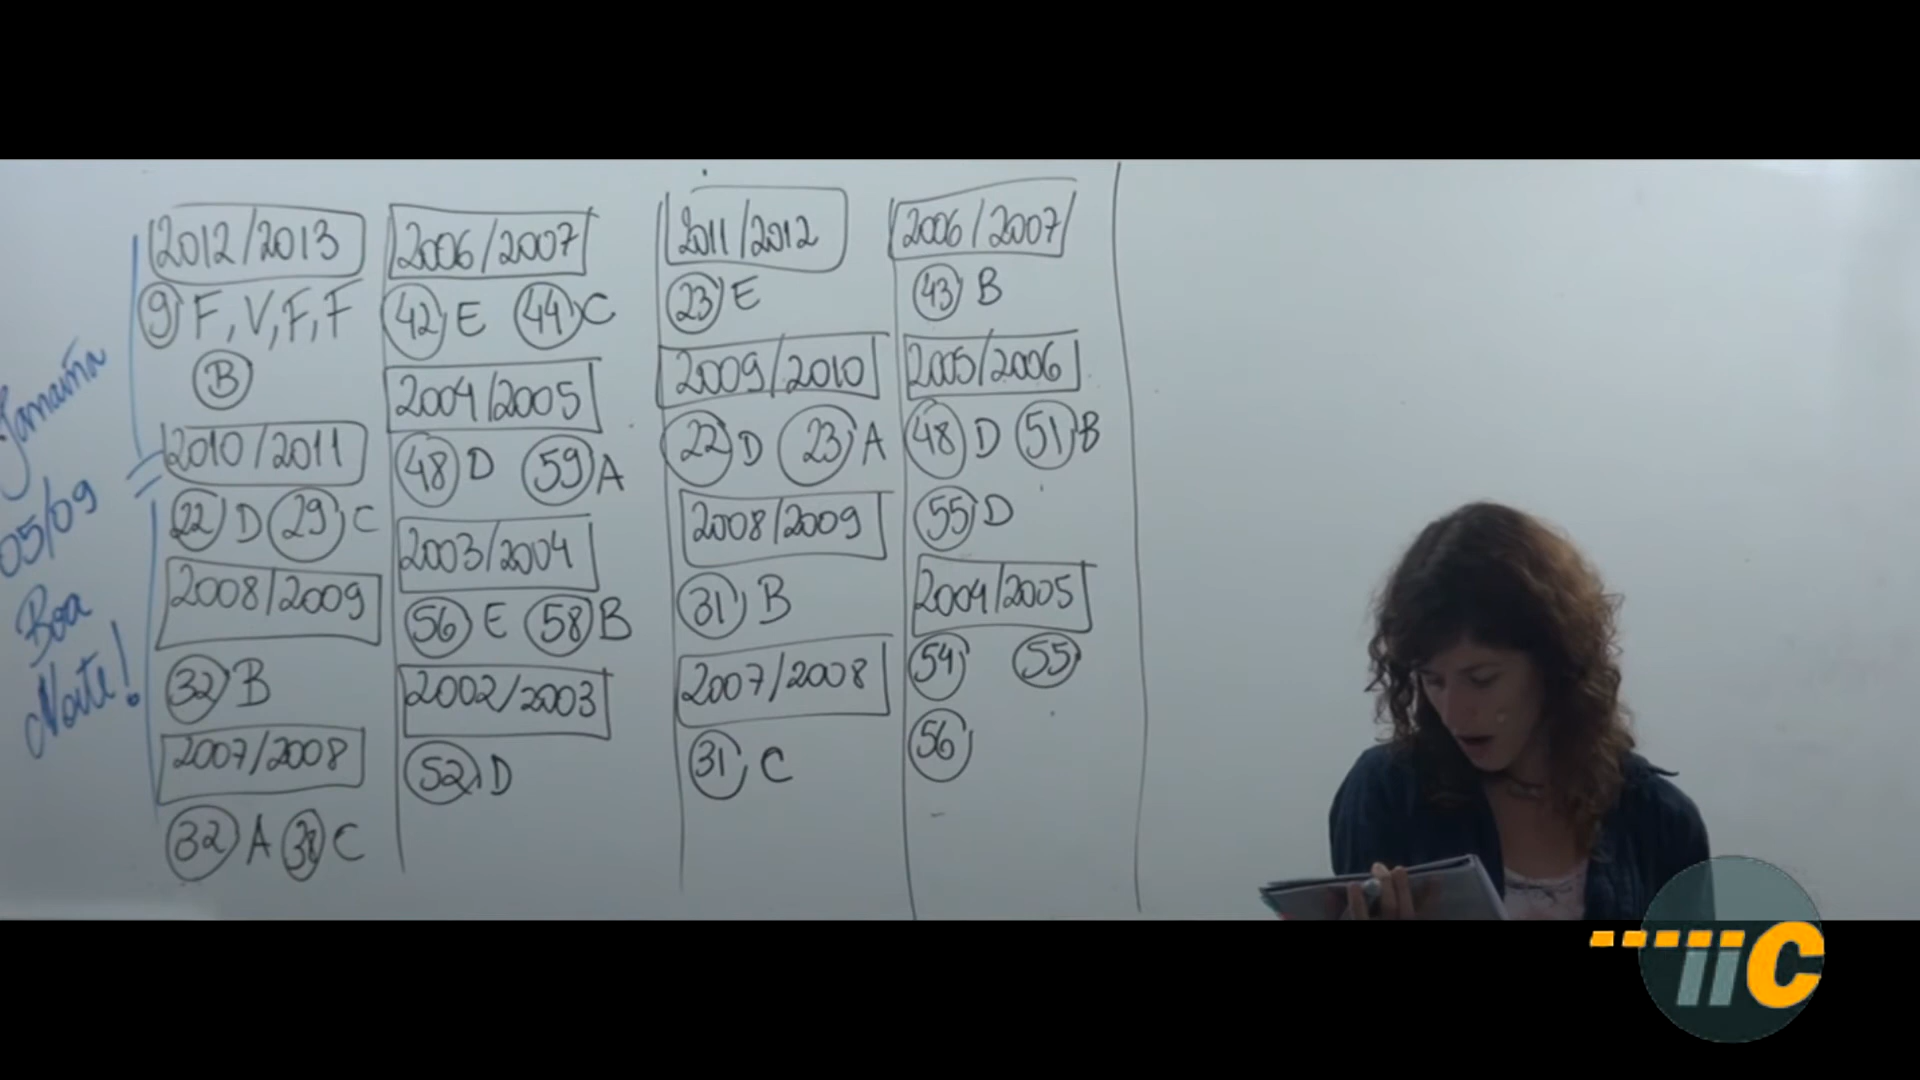 Janaína
05/09
Boa
Noite!
2012/2013
9 F, V, F, F
B
2010/2011
22 D 29 C
2008/2009
32 B
2007/2008
32 A 38 C
2006/2007
42 E 44 C
2004/2005
48 D 59 A
2003/2004
56 E 58 B
2002/2003
52 D
2011/2012
23 E
2009/2010
22 D 23 A
2008/2009
31 B
2007/2008
31 C
2006/2007
43 B
2005/2006
48 D 51 B
55 D
2004/2005
54 55
56
iiC